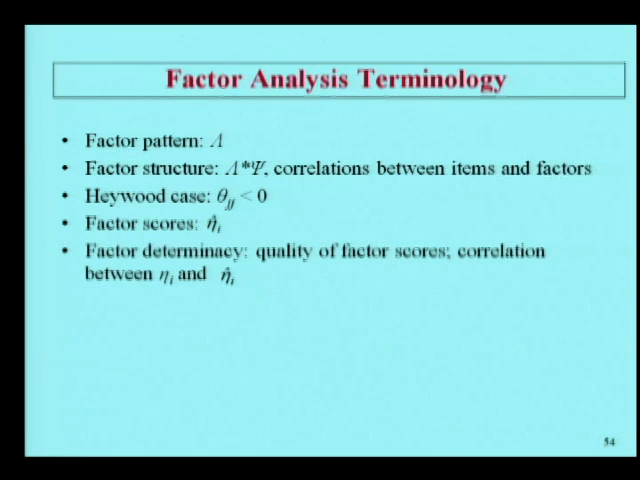 Factor Analysis Terminology
• Factor pattern: Λ
• Factor structure: Λ*Ψ, correlations between items and factors
• Heywood case: θjj < 0
• Factor scores: η̂i
• Factor determinacy: quality of factor scores; correlation
between ηi and η̂i
54